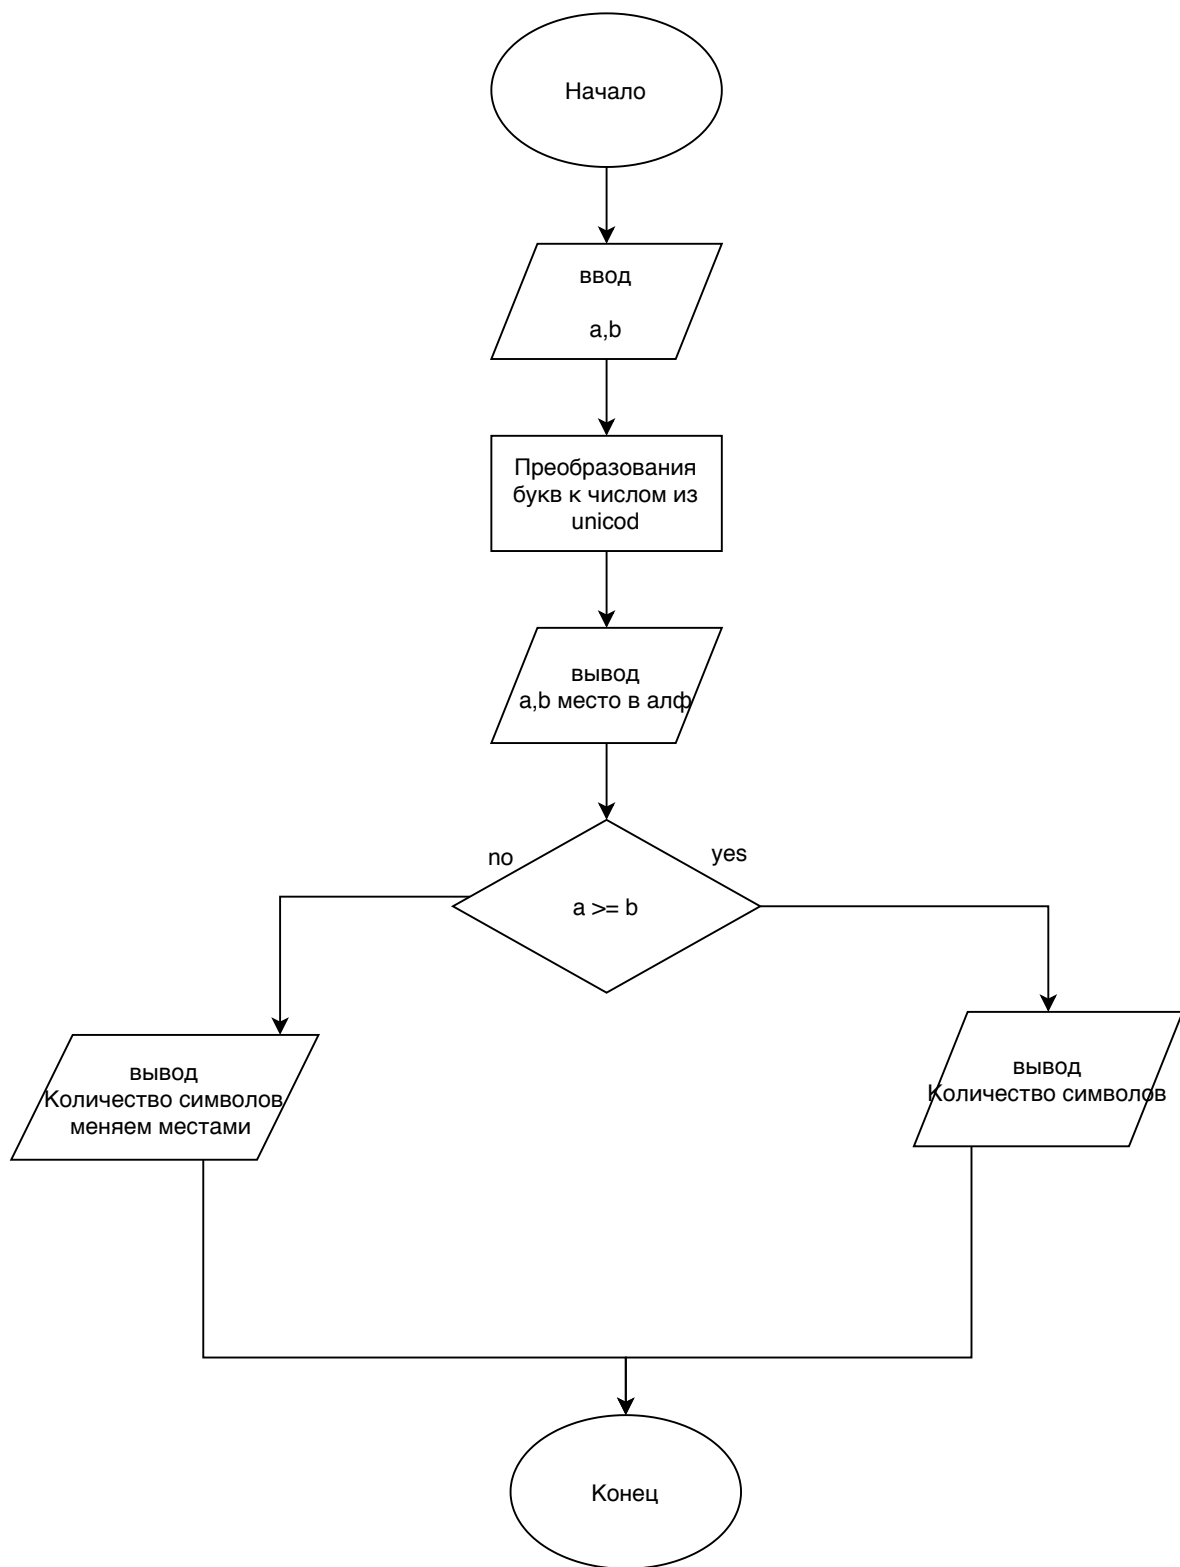 Начало
ввод
a,b
Преобразования
букв к числом из
unicod
вывод
a,b место в алф
no
yes
a >= b
вывод
Количество символов
меняем местами
вывод
Количество символов
Конец